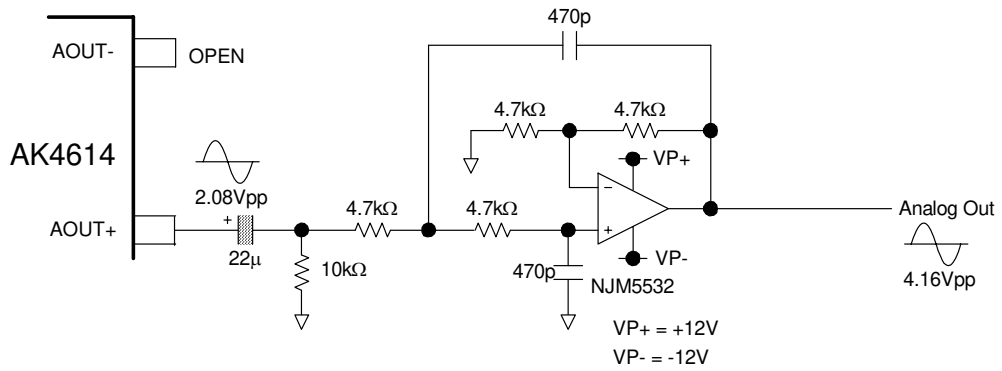 470p
AOUT-
OPEN
4.7kΩ
4.7kΩ
AK4614
VP+
2.08Vpp
−
4.7kΩ
4.7kΩ
Analog Out
AOUT+
+
+
22μ
10kΩ
470p
VP-
NJM5532
4.16Vpp
VP+ = +12V
VP- = -12V